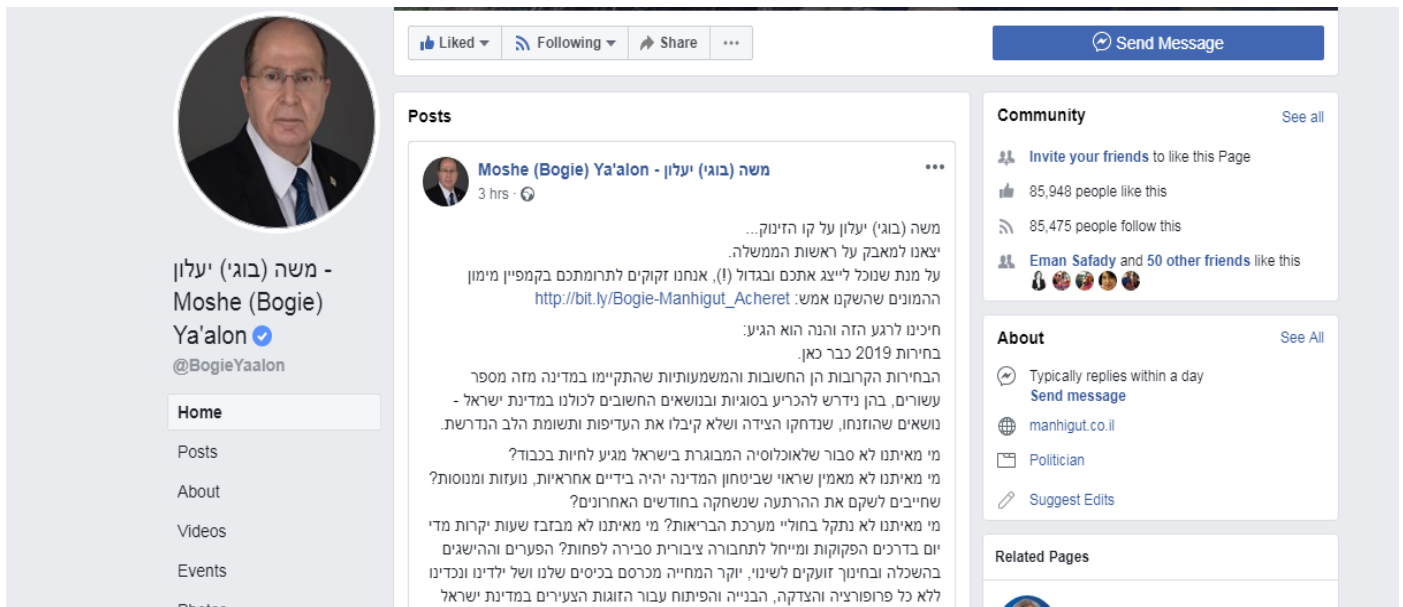 Liked
Following
Share
Send Message
משה (בוגי) יעלון -
Moshe (Bogie)
Ya'alon
@BogieYaalon
Home
Posts
About
Videos
Events
Photos
Posts
משה (בוגי) יעלון - Moshe (Bogie) Ya'alon
3 hrs ·
משה (בוגי) יעלון על קו הזינוק...
יצאנו למאבק על ראשות הממשלה.
על מנת שנוכל לייצג אתכם ובגדול (!), אנחנו זקוקים לתרומתכם בקמפיין מימון
ההמונים שהשקנו אמש: http://bit.ly/Bogie-Manhigut_Acheret
חיכינו לרגע הזה והנה הוא הגיע:
בחירות 2019 כבר כאן.
הבחירות הקרובות הן החשובות והמשמעותיות שהתקיימו במדינה מזה מספר
עשורים, בהן נידרש להכריע בסוגיות ובנושאים החשובים לכולנו במדינת ישראל -
נושאים שהוזנחו, שנדחקו הצידה ושלא קיבלו את העדיפות ותשומת הלב הנדרשת.
מי מאיתנו לא סבור שלאוכלוסיה המבוגרת בישראל מגיע לחיות בכבוד?
מי מאיתנו לא מאמין שראוי שביטחון המדינה יהיה בידיים אחראיות, נועזות ומנוסות?
שחייבים לשקם את ההרתעה שנשחקה בחודשים האחרונים?
מי מאיתנו לא נתקל בחוליי מערכת הבריאות? מי מאיתנו לא מבזבז שעות יקרות מדי
יום בדרכים הפקוקות ומייחל לתחבורה ציבורית סבירה לפחות? הפערים וההישגים
בהשכלה ובחינוך זועקים לשינוי, יוקר המחייה מכרסם בכיסים שלנו ושל ילדינו ונכדינו
ללא כל פרופורציה והצדקה, הבנייה והפיתוח עבור הזוגות הצעירים במדינת ישראל
Community
See all
Invite your friends to like this Page
85,948 people like this
85,475 people follow this
Eman Safady and 50 other friends like this
About
See All
Typically replies within a day
Send message
manhigut.co.il
Politician
Suggest Edits
Related Pages